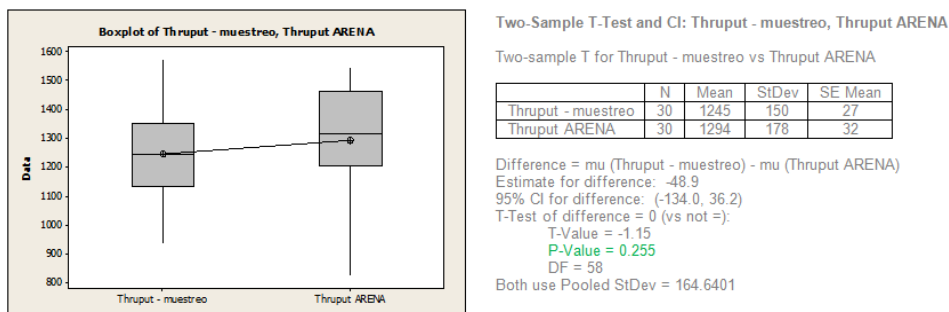 Boxplot of Thruput - muestreo, Thruput ARENA
1600
1500
1400
1300
1200
1100
1000
900
800
Data
Thruput - muestreo
Thruput ARENA
Two-Sample T-Test and CI: Thruput - muestreo, Thruput ARENA
Two-sample T for Thruput - muestreo vs Thruput ARENA
N Mean StDev SE Mean
Thruput - muestreo 30 1245 150 27
Thruput ARENA 30 1294 178 32
Difference = mu (Thruput - muestreo) - mu (Thruput ARENA)
Estimate for difference: -48.9
95% CI for difference: (-134.0, 36.2)
T-Test of difference = 0 (vs not =):
T-Value = -1.15
P-Value = 0.255
DF = 58
Both use Pooled StDev = 164.6401